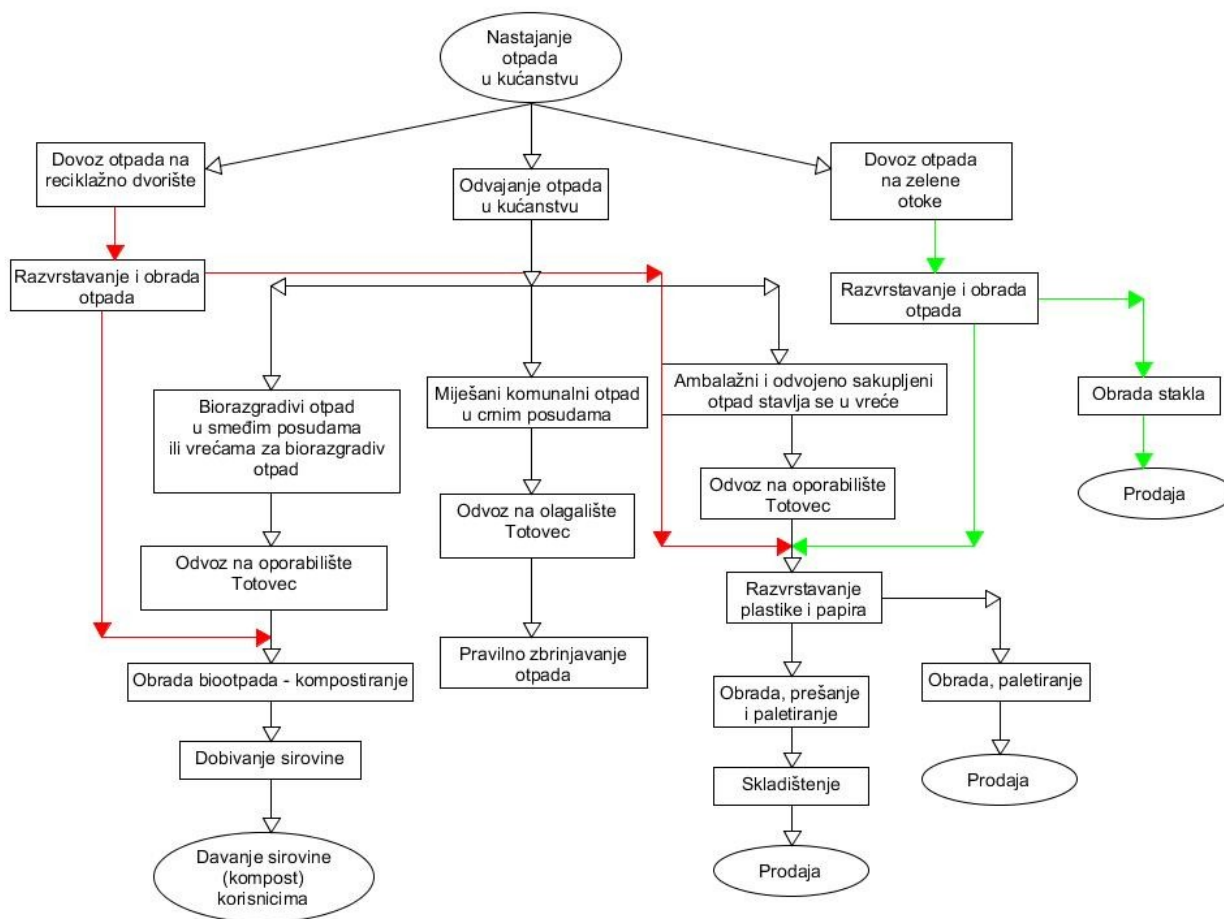 Nastajanje
otpada
u kućanstvu
Dovoz otpada na
reciklažno dvorište
Odvajanje otpada
u kućanstvu
Dovoz otpada
na zelene
otoke
Razvrstavanje i obrada
otpada
Razvrstavanje i obrada
otpada
Biorazgradivi otpad
u smeđim posudama
ili vrećama za biorazgradiv
otpad
Miješani komunalni otpad
u crnim posudama
Ambalažni i odvojeno sakupljeni
otpad stavlja se u vreće
Obrada stakla
Odvoz na olagalište
Totovec
Odvoz na oporabilište
Totovec
Prodaja
Odvoz na oporabilište
Totovec
Razvrstavanje
plastike i papira
Pravilno zbrinjavanje
otpada
Obrada biootpada - kompostiranje
Obrada, prešanje
i paletiranje
Obrada, paletiranje
Dobivanje sirovine
Skladištenje
Prodaja
Davanje sirovine
(kompost)
korisnicima
Prodaja